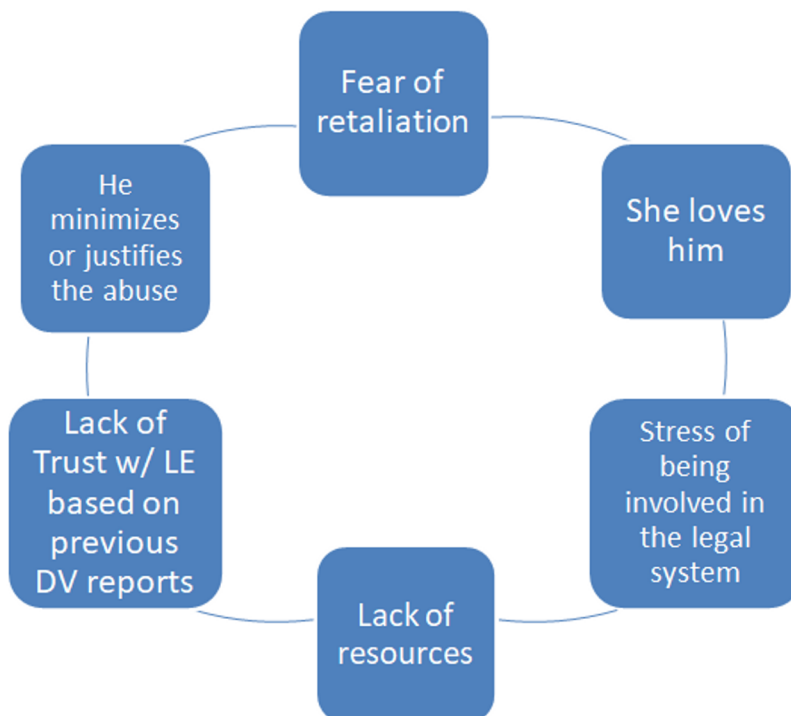 Fear of
retaliation
She loves
him
Stress of
being
involved in
the legal
system
Lack of
resources
Lack of
Trust w/ LE
based on
previous
DV reports
He
minimizes
or justifies
the abuse